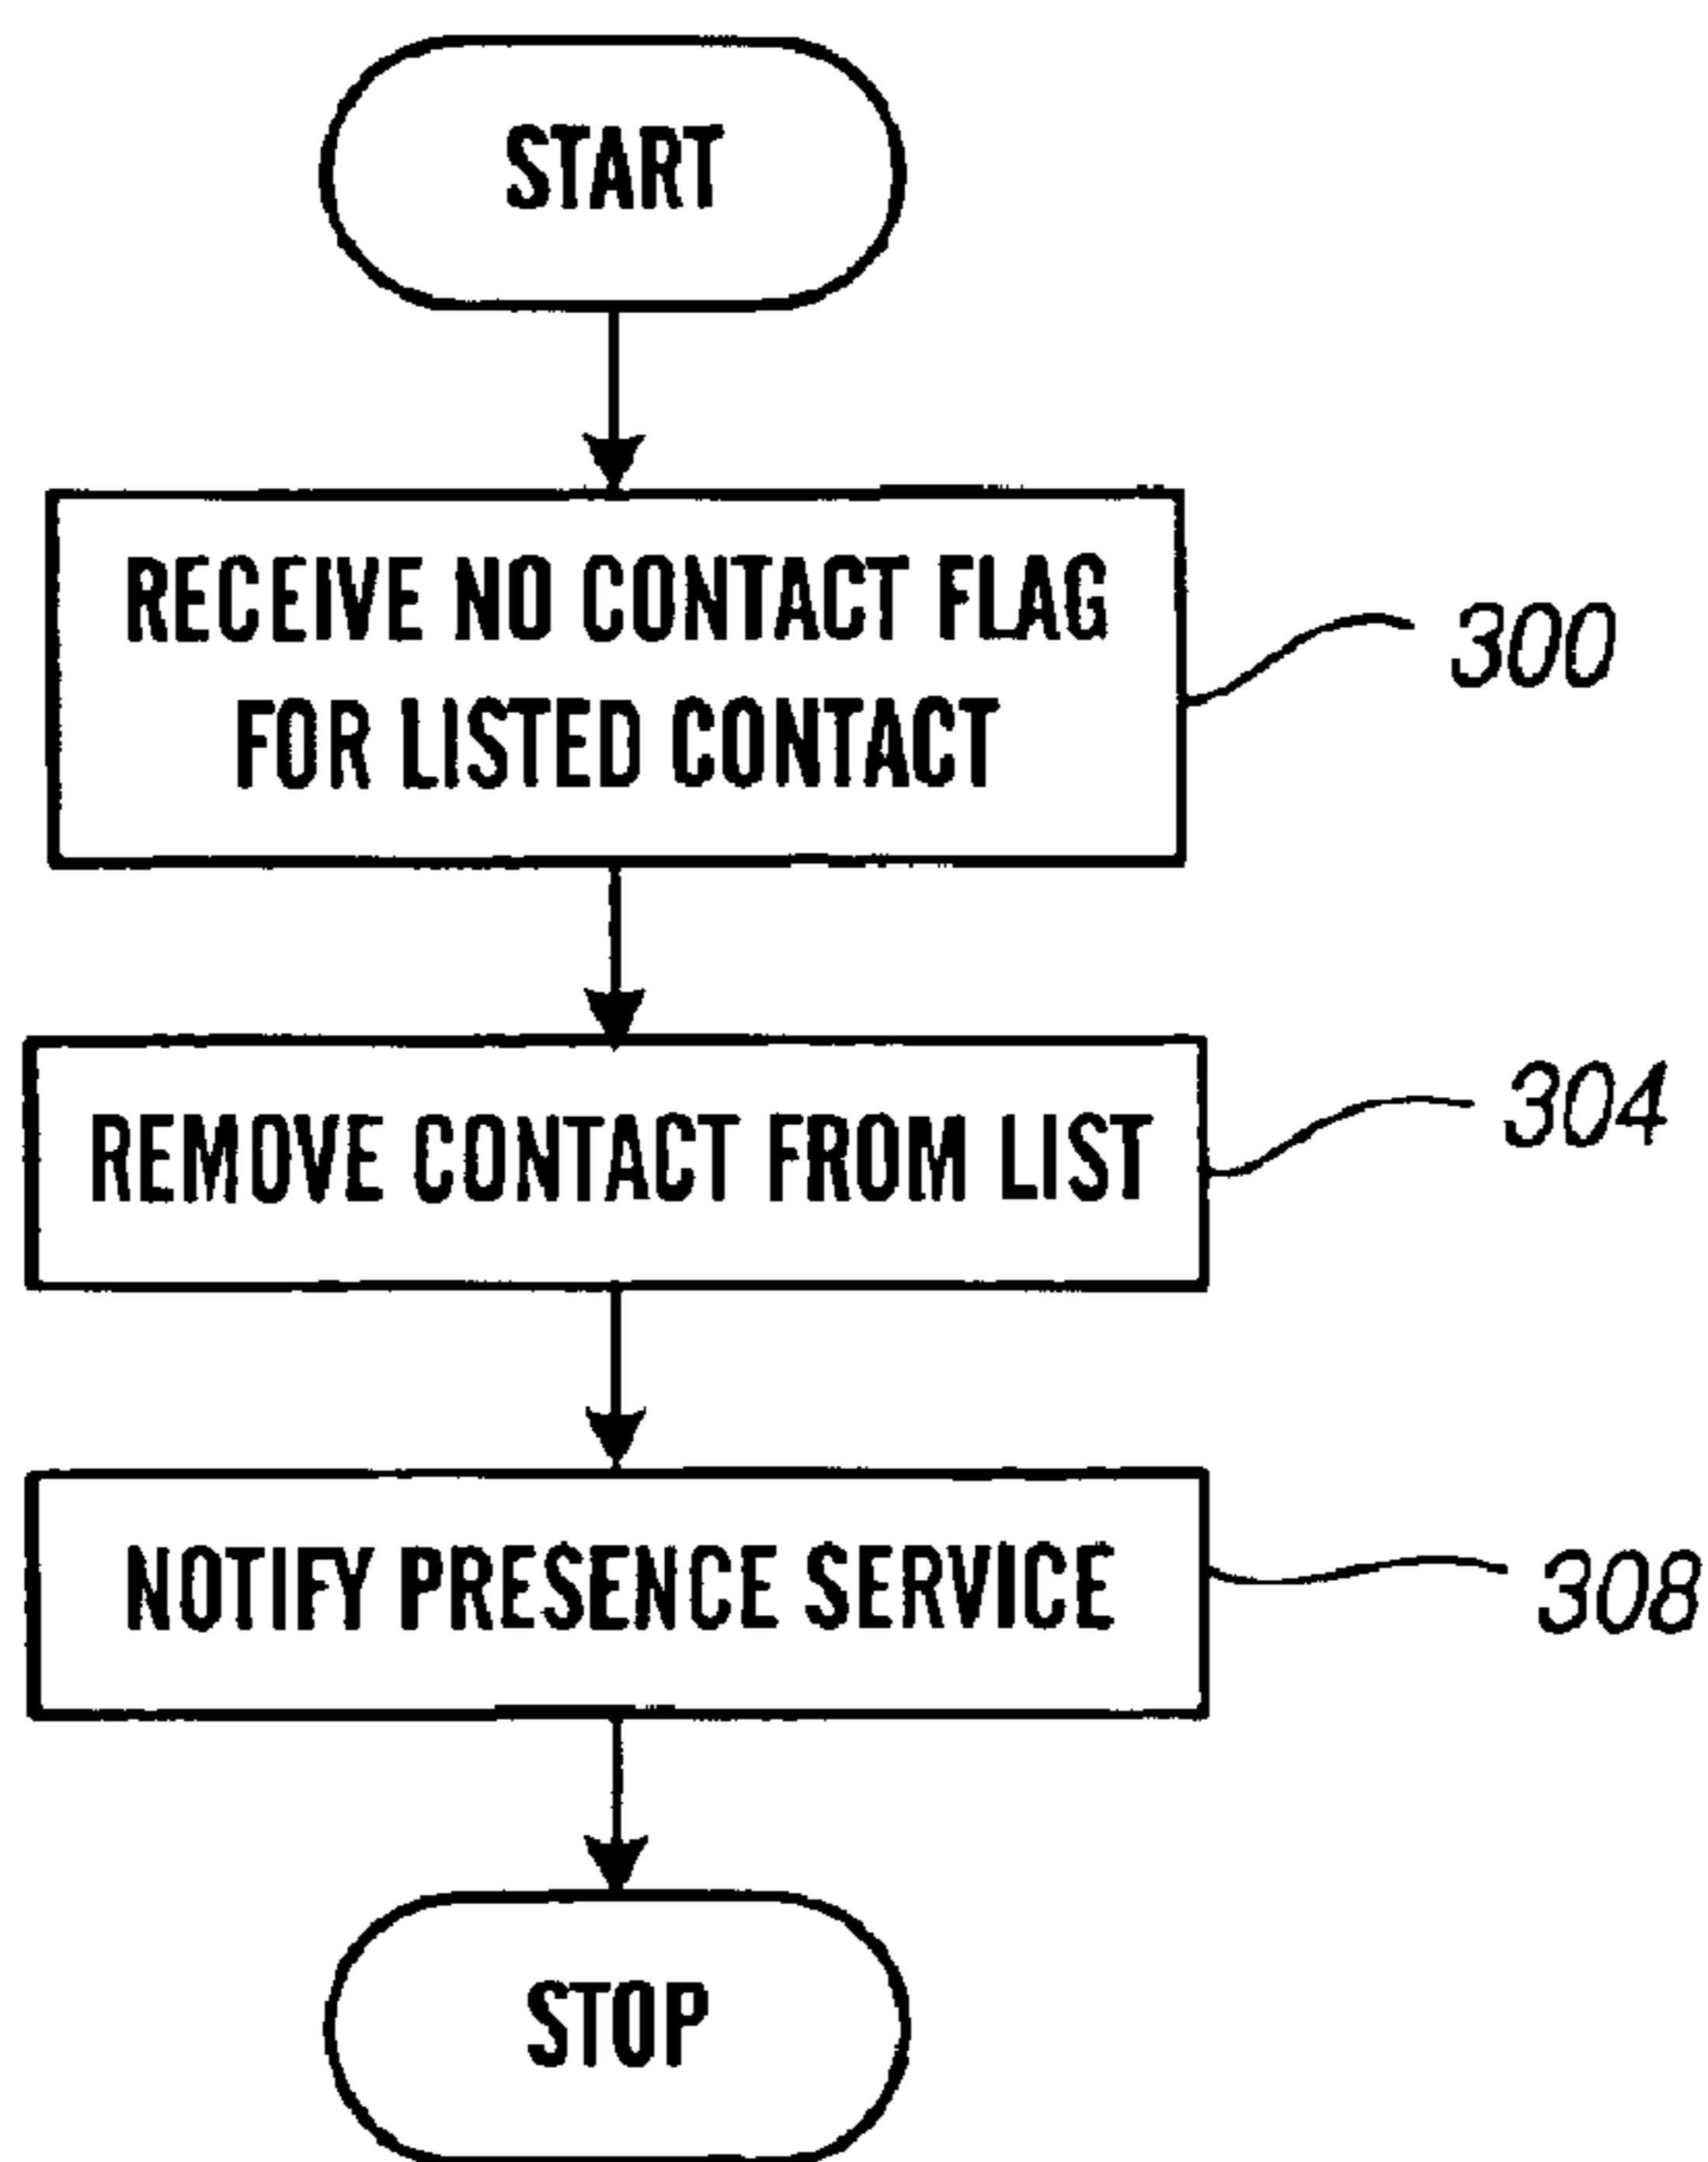 START
RECEIVE NO CONTACT FLAG
FOR LISTED CONTACT
300
REMOVE CONTACT FROM LIST
304
NOTIFY PRESENCE SERVICE
308
STOP